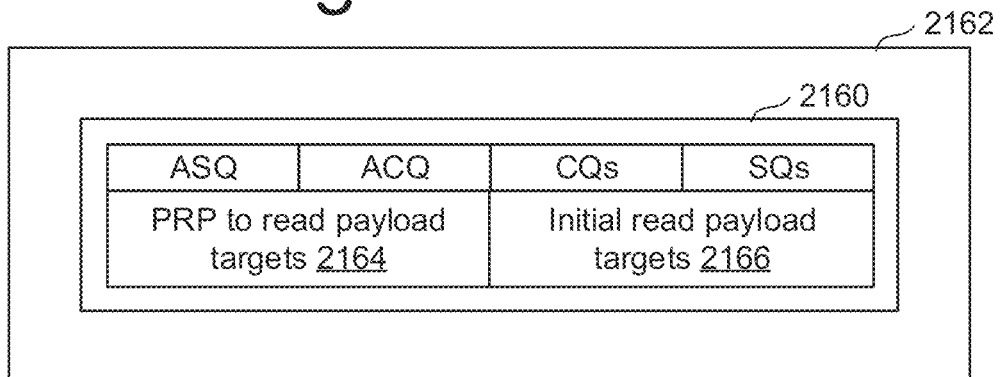 2162
2160
ASQ ACQ CQs SQs
PRP to read payload targets 2164
Initial read payload targets 2166